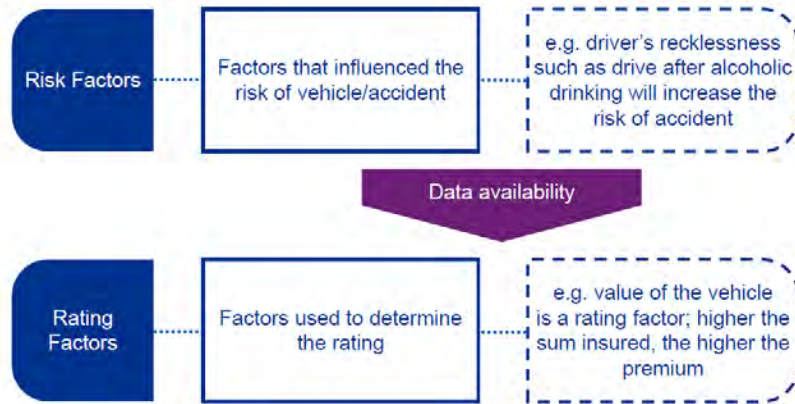 Risk Factors
Factors that influenced the
risk of vehicle/accident
e.g. driver's recklessness
such as drive after alcoholic
drinking will increase the
risk of accident
Data availability
Rating
Factors
Factors used to determine
the rating
e.g. value of the vehicle
is a rating factor; higher the
sum insured, the higher the
premium